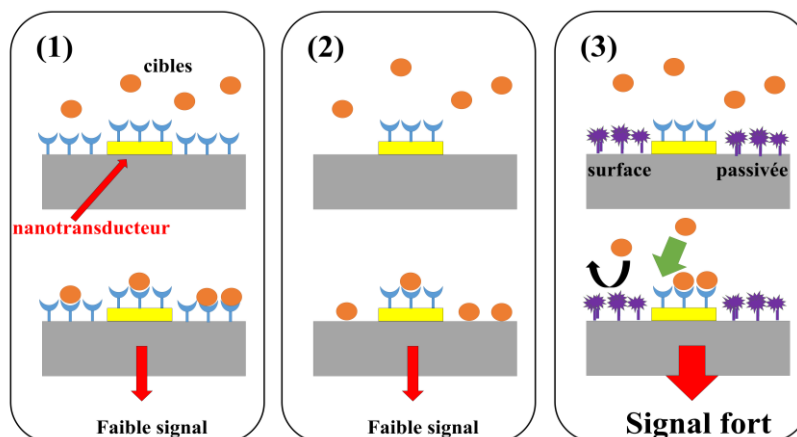 (1)
cibles
nanotransducteur
Faible signal
(2)
Faible signal
(3)
surface passivée
Signal fort